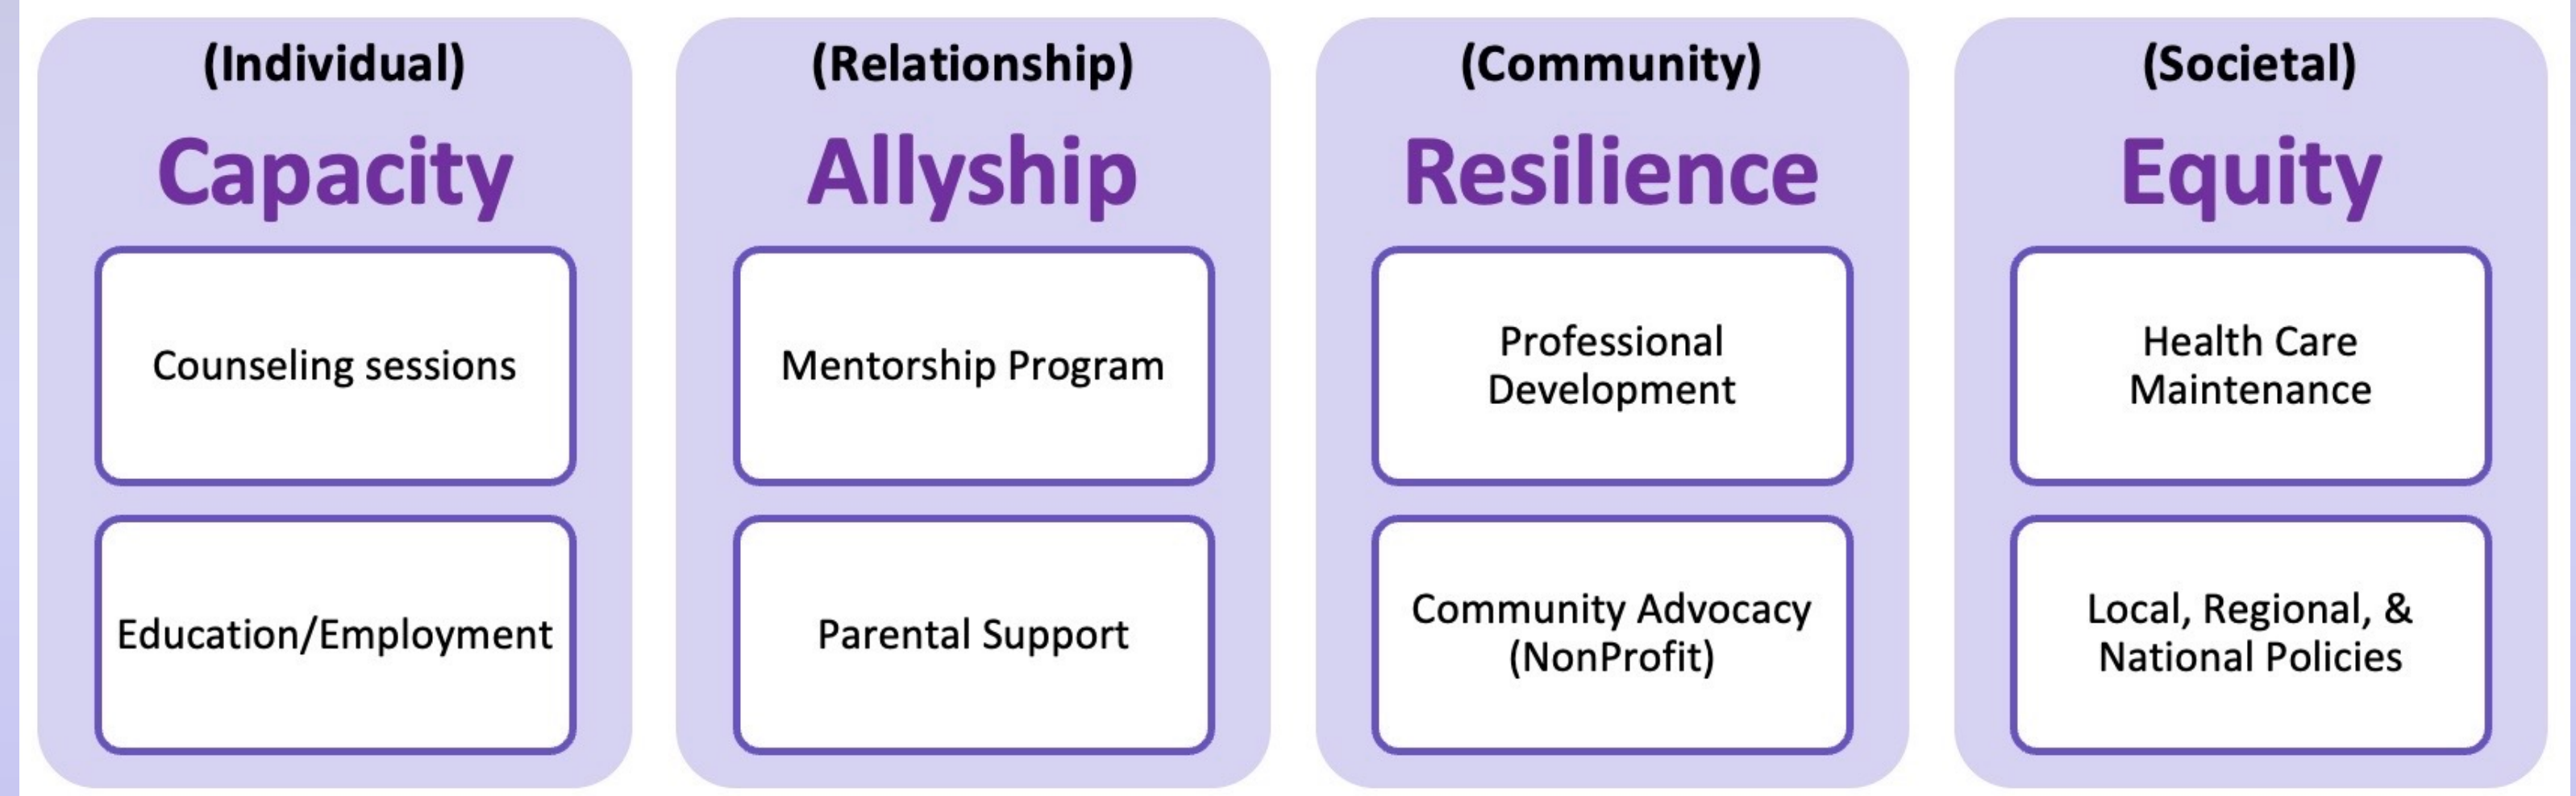 (Individual)
Capacity
Counseling sessions
Education/Employment
(Relationship)
Allyship
Mentorship Program
Parental Support
(Community)
Resilience
Professional
Development
Community Advocacy
(NonProfit)
(Societal)
Equity
Health Care
Maintenance
Local, Regional, &
National Policies